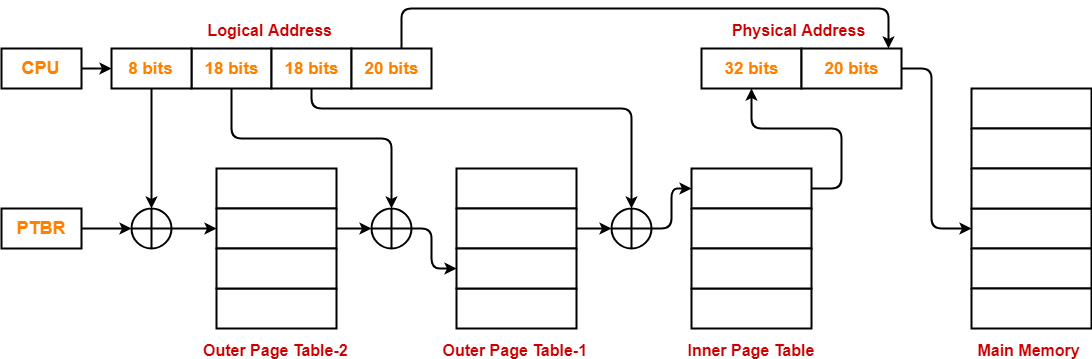 Logical Address
Physical Address
CPU
8 bits
18 bits
18 bits
20 bits
32 bits
20 bits
PTBR
Outer Page Table-2
Outer Page Table-1
Inner Page Table
Main Memory